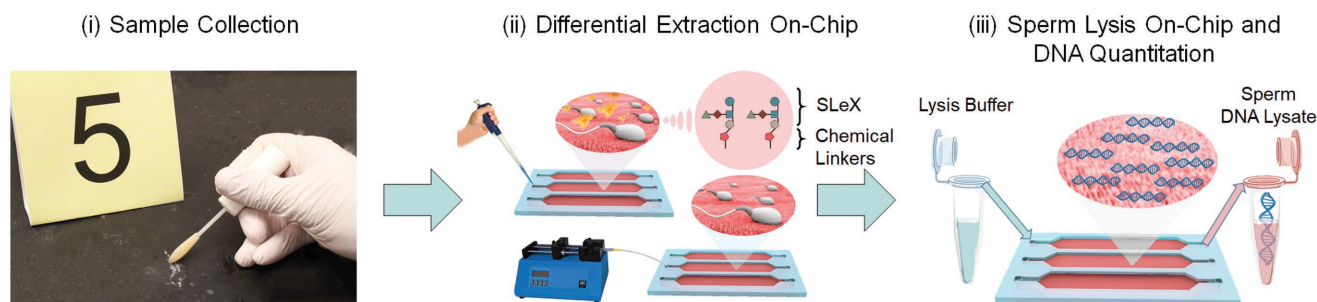 (i) Sample Collection
(ii) Differential Extraction On-Chip
(iii) Sperm Lysis On-Chip and
DNA Quantitation
5
SLeX
Chemical
Linkers
Lysis Buffer
Sperm
DNA Lysate